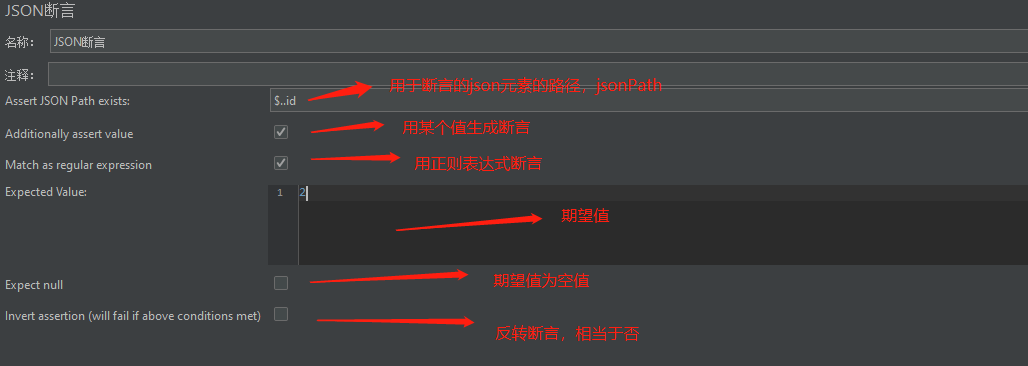 JSON断言
名称： JSON断言
注释：
用于断言的json元素的路径，jsonPath
Assert JSON Path exists: $..id
Additionally assert value 用某个值生成断言
Match as regular expression 用正则表达式断言
Expected Value: 1 2
期望值
Expect null 期望值为空值
Invert assertion (will fail if above conditions met)
反转断言，相当于否